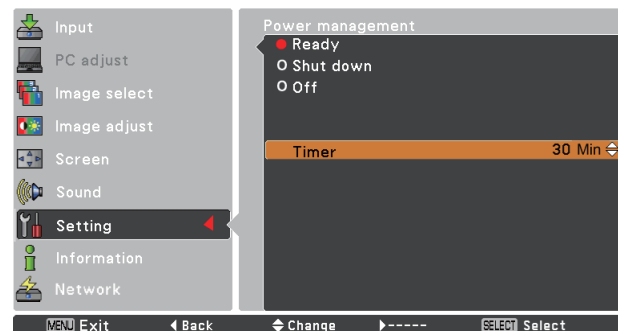 Input
PC adjust
Image select
Image adjust
Screen
Sound
Setting
Information
Network
Power management
Ready
Shut down
Off
Timer 30 Min
MENU Exit Back Change ----- SELECT Select